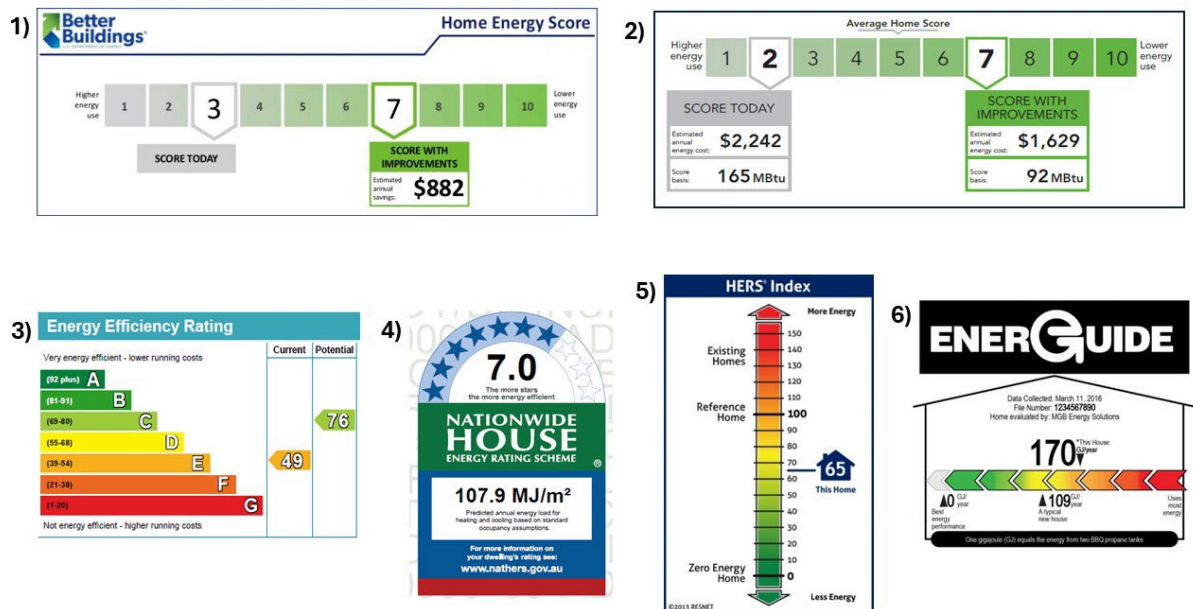 1)
Better
Buildings®
U.S. DEPARTMENT OF ENERGY
Home Energy Score
Higher
energy
use
1 2 3 4 5 6 7 8 9 10
Lower
energy
use
SCORE TODAY
SCORE WITH
IMPROVEMENTS
Estimated
annual
savings:
$882
2)
Average Home Score
Higher
energy
use
1 2 3 4 5 6 7 8 9 10
Lower
energy
use
SCORE TODAY
Estimated
annual
energy cost:
$2,242
Score
basis:
165 MBtu
SCORE WITH
IMPROVEMENTS
Estimated
annual
energy cost:
$1,629
Score
basis:
92 MBtu
3)
Energy Efficiency Rating
Current Potential
Very energy efficient - lower running costs
(92 plus) A
(81-91) B
(69-80) C
76
(55-68) D
(39-54) E
49
(21-38) F
(1-20) G
Not energy efficient - higher running costs
4)
7.0
The more stars
the more energy efficient
NATIONWIDE
HOUSE
ENERGY RATING SCHEME
®
107.9 MJ/m²
Predicted annual energy load for
heating and cooling based on standard
occupancy assumptions.
For more information on
your dwelling's rating see:
www.nathers.gov.au
5)
HERS® Index
More Energy
150
Existing
Homes
140
130
120
110
Reference
Home
100
90
80
70
65
This Home
60
50
40
30
20
10
Zero Energy
Home
0
Less Energy
©2013 RESNET
6)
ENERGUIDE
Data Collected: March 11, 2016
File Number: 1234567890
Home evaluated by: MGB Energy Solutions
170
*This House
GJ/year
0 GJ/
year
Best
energy
performance
109 GJ/
year
A typical
new house
Uses
most
energy
One gigajoule (GJ) equals the energy from two BBQ propane tanks